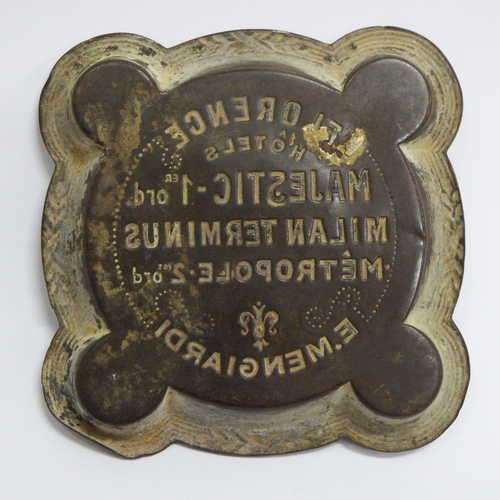 FLORENCE
HÔTELS
MAJESTIC-1ER ord
MILAN TERMINUS
MÉTROPOLE·2ME ord
E. MENGIARDI